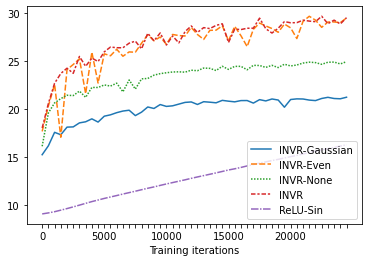 30
25
20
15
10
0
5000
10000
15000
20000
Training iterations
INVR-Gaussian
INVR-Even
INVR-None
INVR
ReLU-Sin